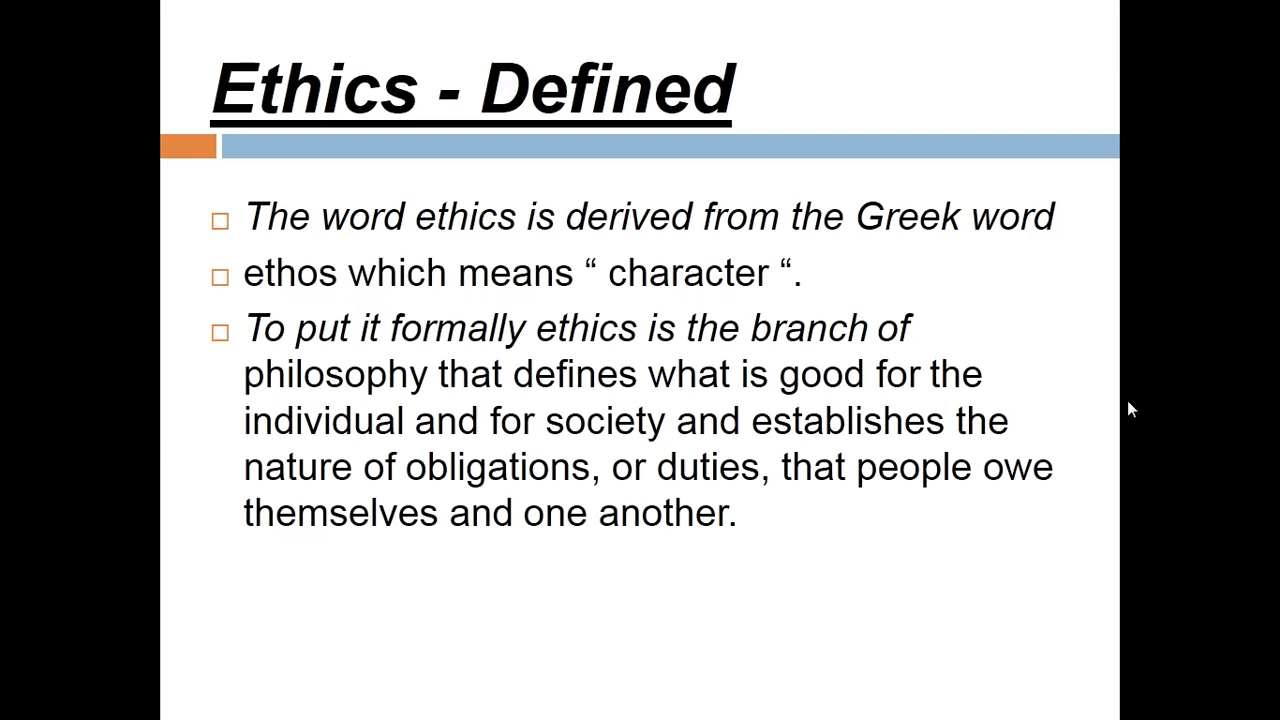 Ethics - Defined
The word ethics is derived from the Greek word
ethos which means “ character “.
To put it formally ethics is the branch of
philosophy that defines what is good for the
individual and for society and establishes the
nature of obligations, or duties, that people owe
themselves and one another.